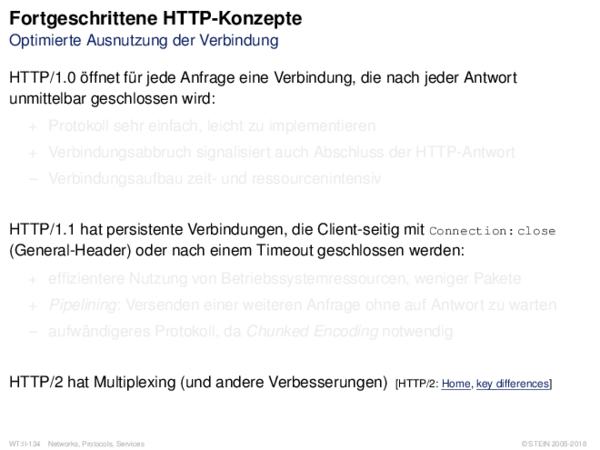 Fortgeschrittene HTTP-Konzepte
Optimierte Ausnutzung der Verbindung
HTTP/1.0 öffnet für jede Anfrage eine Verbindung, die nach jeder Antwort
unmittelbar geschlossen wird:
+ Protokoll sehr einfach, leicht zu implementieren
+ Verbindungsabbruch signalisiert auch Abschluss der HTTP-Antwort
– Verbindungsaufbau zeit- und ressourcenintensiv
HTTP/1.1 hat persistente Verbindungen, die Client-seitig mit Connection:close
(General-Header) oder nach einem Timeout geschlossen werden:
+ effizientere Nutzung von Betriebssystemressourcen, weniger Pakete
+ Pipelining: Versenden einer weiteren Anfrage ohne auf Antwort zu warten
– aufwändigeres Protokoll, da Chunked Encoding notwendig
HTTP/2 hat Multiplexing (und andere Verbesserungen) [HTTP/2: Home, key differences]
WT:II-134 Networks, Protocols, Services © STEIN 2005-2018